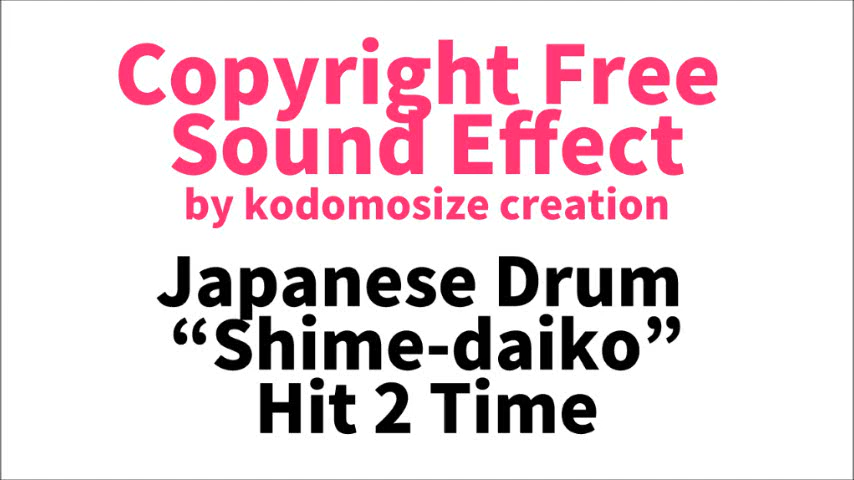 Copyright Free
Sound Effect
by kodomosize creation
Japanese Drum
“Shime-daiko”
Hit 2 Time